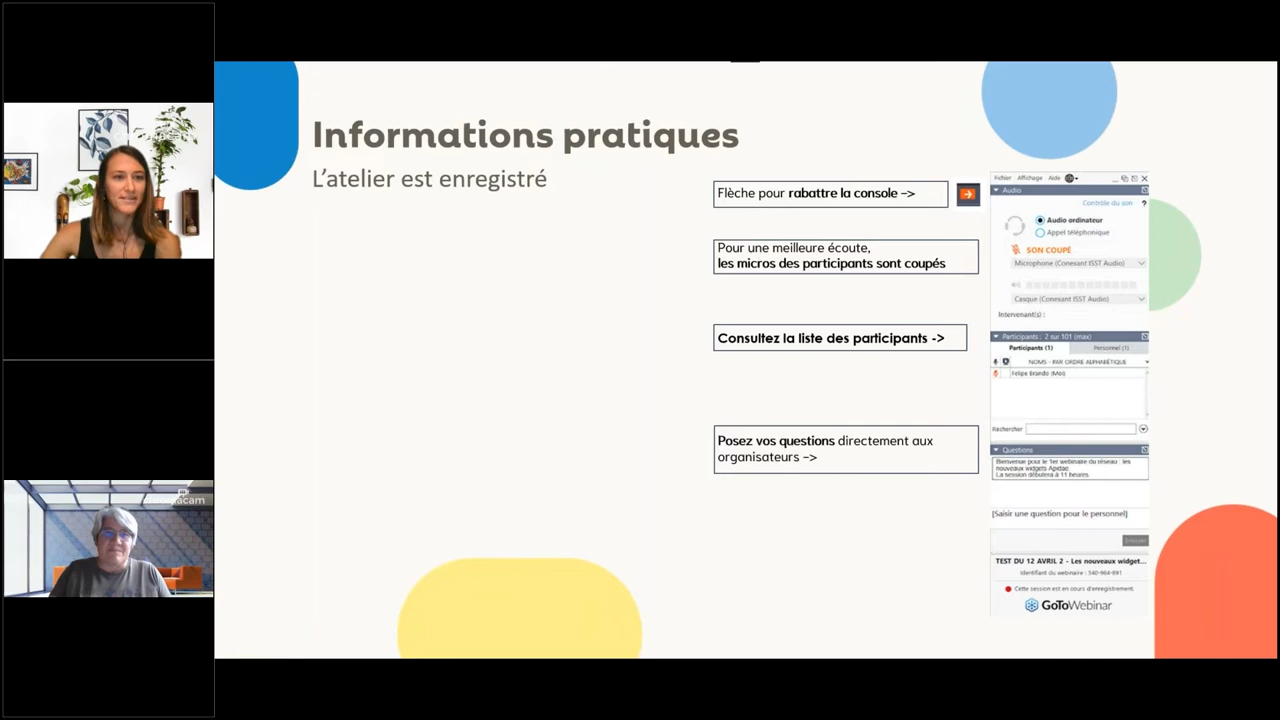 Informations pratiques
L'atelier est enregistré
Flèche pour rabattre la console ->
Pour une meilleure écoute,
les micros des participants sont coupés
Consultez la liste des participants ->
Posez vos questions directement aux
organisateurs ->
Fichier Affichage Aide
Audio
Contrôle du son ?
Audio ordinateur
Appel téléphonique
SON COUPÉ
Microphone (Conexant ISST Audio)
Casque (Conexant ISST Audio)
Intervenant(s) :
Participants : 2 sur 101 (max)
Participants (1) Personnel (1)
NOMS - PAR ORDRE ALPHABÉTIQUE
Felipe Brando (Moi)
Rechercher
Questions
Bienvenue pour le 1er webinaire du réseau : les
nouveaux widgets Apidae
La session débutera à 11 heures
[Saisir une question pour le personnel]
Envoyer
TEST DU 12 AVRIL 2 - Les nouveaux widget...
Identifiant du webinaire : 540-964-891
Cette session est en cours d'enregistrement.
GoToWebinar